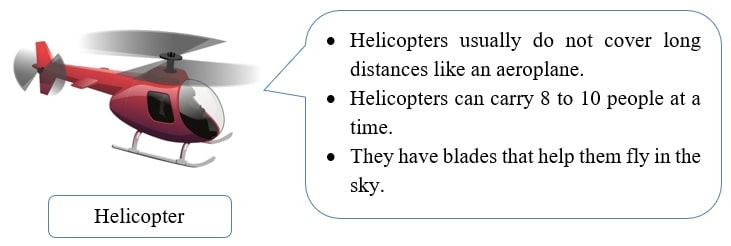 • Helicopters usually do not cover long
distances like an aeroplane.
• Helicopters can carry 8 to 10 people at a
time.
• They have blades that help them fly in the
sky.
Helicopter